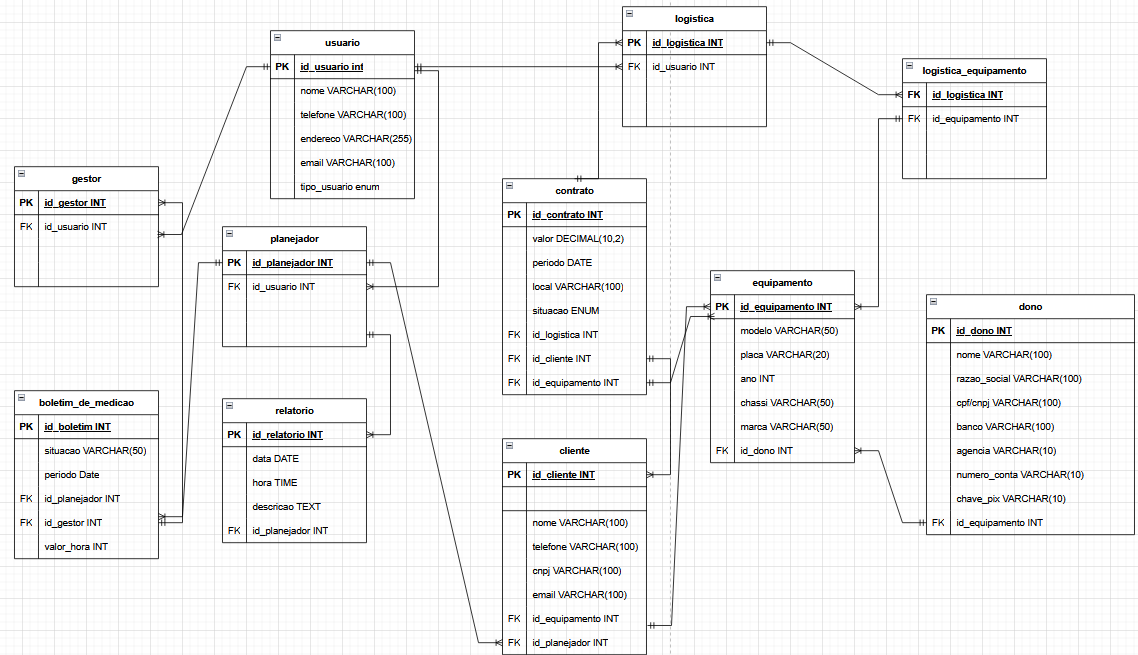 logistica
PK id_logistica INT
FK id_usuario INT
usuario
PK id_usuario int
nome VARCHAR(100)
telefone VARCHAR(100)
endereco VARCHAR(255)
email VARCHAR(100)
tipo_usuario enum
logistica_equipamento
FK id_logistica INT
FK id_equipamento INT
gestor
PK id_gestor INT
FK id_usuario INT
contrato
PK id_contrato INT
valor DECIMAL(10,2)
periodo DATE
local VARCHAR(100)
situacao ENUM
FK id_logistica INT
FK id_cliente INT
FK id_equipamento INT
planejador
PK id_planejador INT
FK id_usuario INT
equipamento
PK id_equipamento INT
modelo VARCHAR(50)
placa VARCHAR(20)
ano INT
chassi VARCHAR(50)
marca VARCHAR(50)
FK id_dono INT
dono
PK id_dono INT
nome VARCHAR(100)
razao_social VARCHAR(100)
cpf/cnpj VARCHAR(100)
banco VARCHAR(100)
agencia VARCHAR(10)
numero_conta VARCHAR(10)
chave_pix VARCHAR(10)
FK id_equipamento INT
boletim_de_medicao
PK id_boletim INT
situacao VARCHAR(50)
periodo Date
FK id_planejador INT
FK id_gestor INT
valor_hora INT
relatorio
PK id_relatorio INT
data DATE
hora TIME
descricao TEXT
FK id_planejador INT
cliente
PK id_cliente INT
nome VARCHAR(100)
telefone VARCHAR(100)
cnpj VARCHAR(100)
email VARCHAR(100)
FK id_equipamento INT
FK id_planejador INT